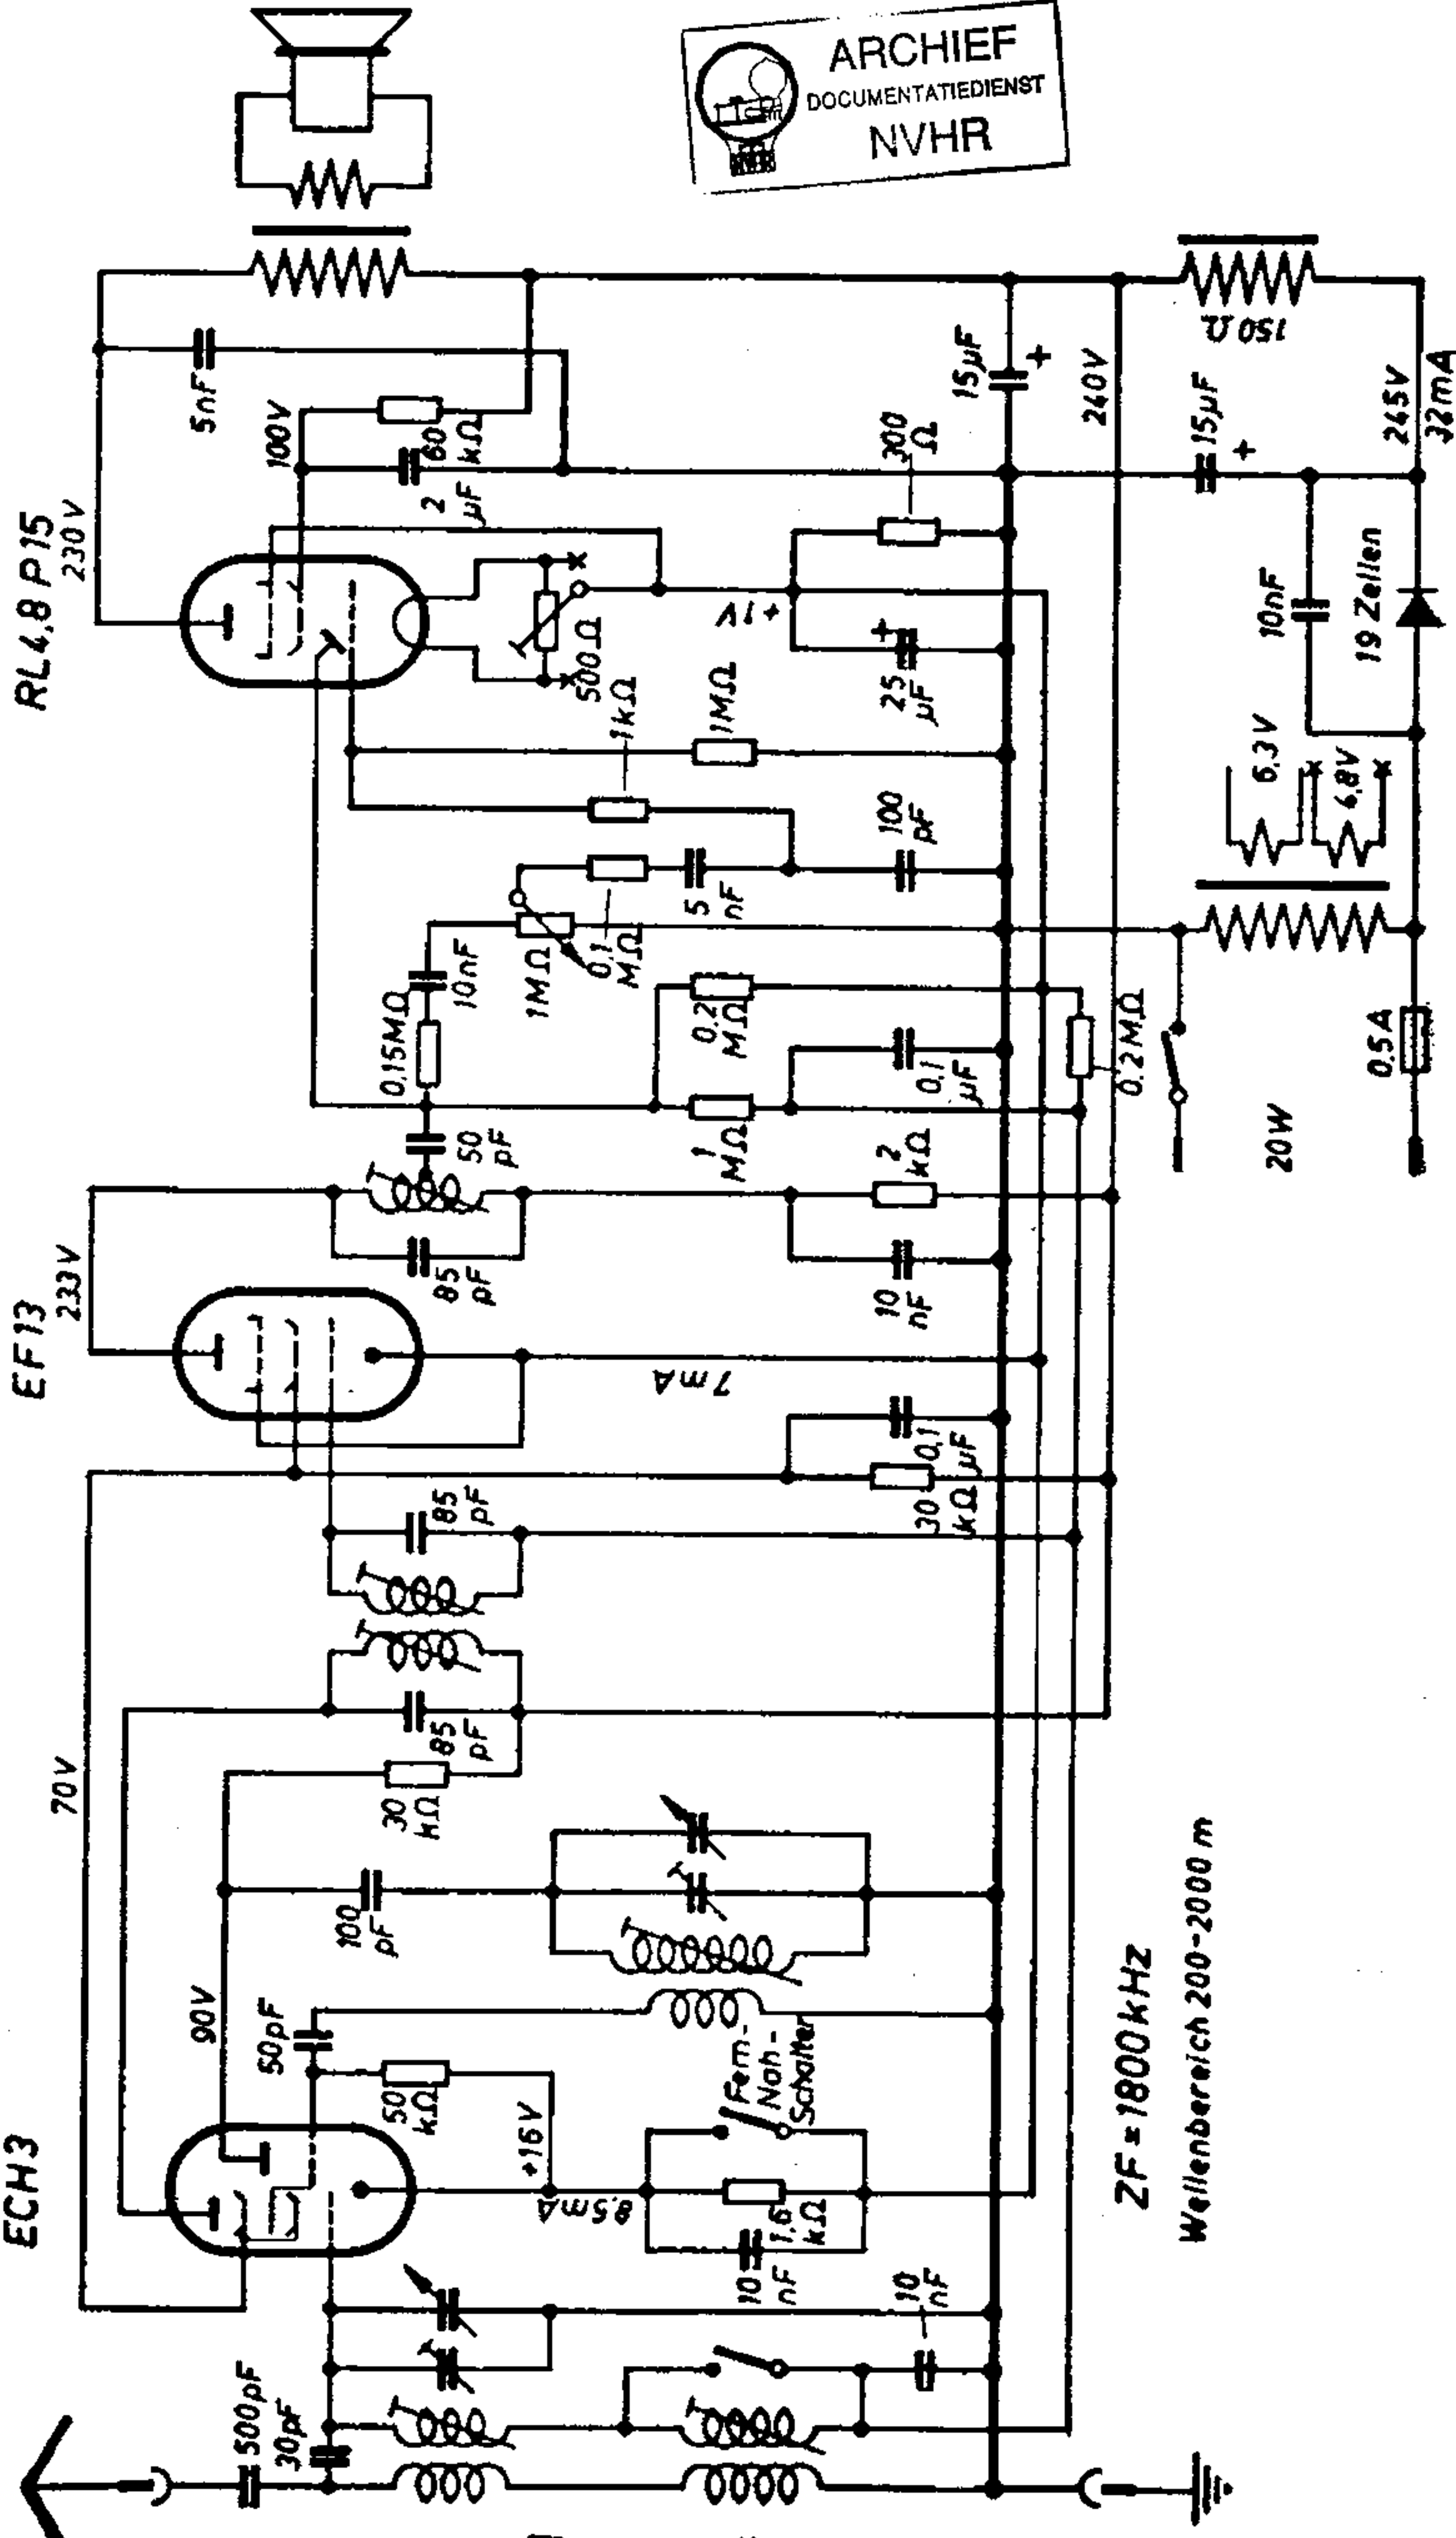 ARCHIEF
DOCUMENTATIEDIENST
NVHR
ECH3
EF13
RL4,8 P15
70V
233V
230V
90V
100V
500pF
30pF
50pF
50
kΩ
+16V
8,5mA
10
nF
1,6
kΩ
Fern-
Nah-
Schalter
10
nF
100
pF
30
kΩ
85
pF
85
pF
30
kΩ
0,1
µF
7mA
85
pF
10
nF
2
kΩ
50
pF
0,15MΩ
10nF
1MΩ
0,1
MΩ
5
nF
1
MΩ
0,2
MΩ
0,1
µF
0,2MΩ
100
pF
1kΩ
1MΩ
500Ω
+1V
25
µF
300
Ω
2
µF
60
kΩ
5nF
15µF
+
240V
150Ω
15µF
+
245V
32mA
10nF
19 Zellen
6,3V
4,8V
0,5A
20W
ZF = 1800kHz
Wellenbereich 200-2000 m